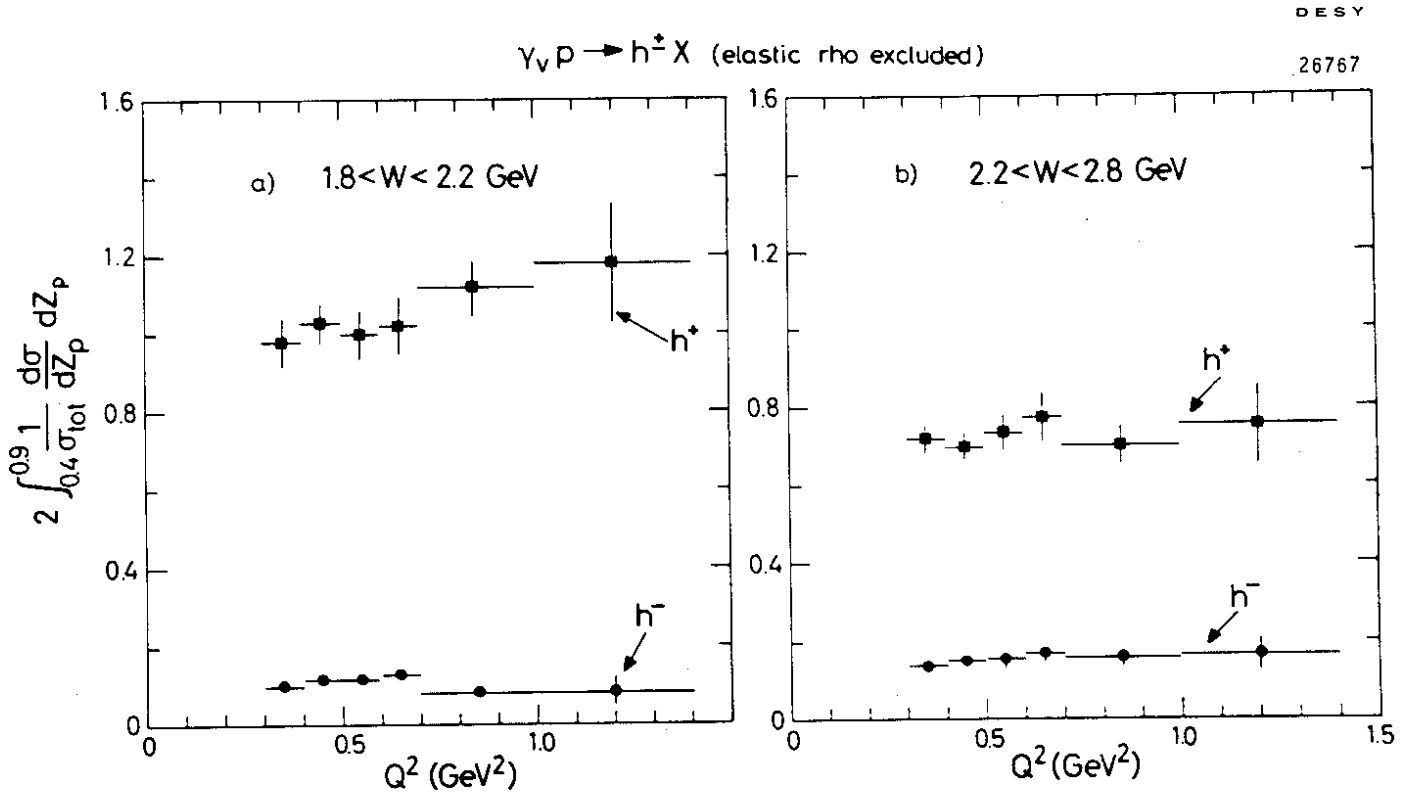 DESY
γᵥ p → h± X (elastic rho excluded)
26767
a) 1.8<W<2.2 GeV
1.6
1.2
0.8
0.4
0
2 ∫₀.₄^0.9 1/σtot dσ/dZp dZp
h⁺
h⁻
0 0.5 1.0
Q² (GeV²)
b) 2.2<W<2.8 GeV
1.6
1.2
0.8
0.4
0
h⁺
h⁻
0 0.5 1.0 1.5
Q² (GeV²)